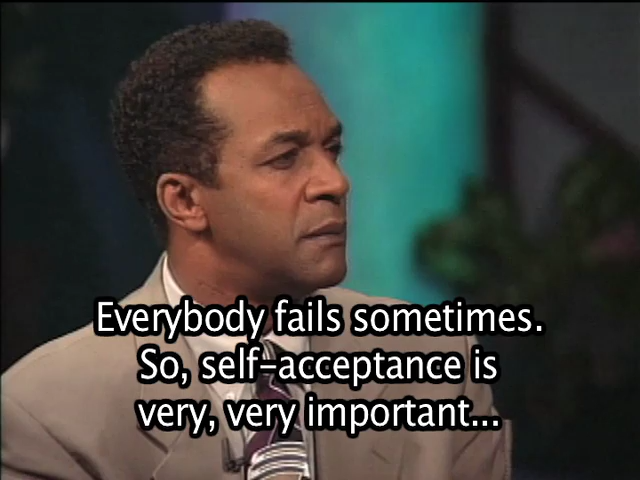 Everybody fails sometimes.
So, self-acceptance is
very, very important...